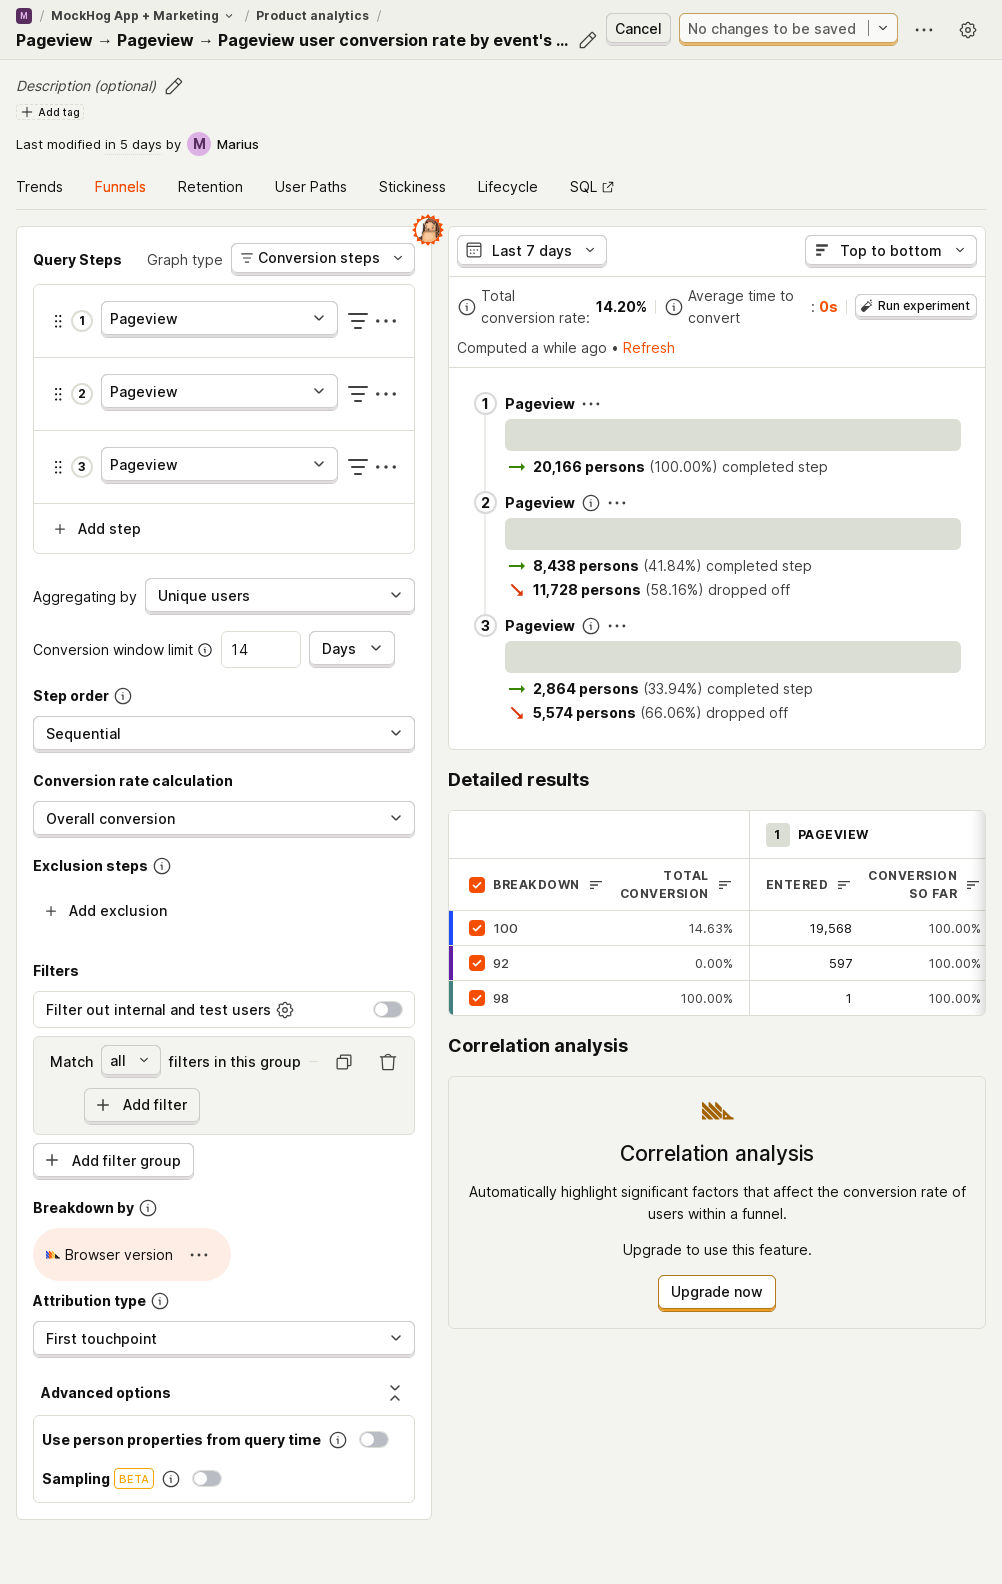 M / MockHog App + Marketing / Product analytics /
Pageview → Pageview → Pageview user conversion rate by event's ...
Cancel
No changes to be saved
Description (optional)
Add tag
Last modified in 5 days by M Marius
Trends Funnels Retention User Paths Stickiness Lifecycle SQL
Query Steps Graph type Conversion steps
1 Pageview
2 Pageview
3 Pageview
Add step
Aggregating by Unique users
Conversion window limit 14 Days
Step order
Sequential
Conversion rate calculation
Overall conversion
Exclusion steps
Add exclusion
Filters
Filter out internal and test users
Match all filters in this group
Add filter
Add filter group
Breakdown by
Browser version
Attribution type
First touchpoint
Advanced options
Use person properties from query time
Sampling BETA
Last 7 days Top to bottom
Total conversion rate: 14.20%
Average time to convert : 0s
Run experiment
Computed a while ago • Refresh
1 Pageview
20,166 persons (100.00%) completed step
2 Pageview
8,438 persons (41.84%) completed step
11,728 persons (58.16%) dropped off
3 Pageview
2,864 persons (33.94%) completed step
5,574 persons (66.06%) dropped off
Detailed results
1 PAGEVIEW
BREAKDOWN TOTAL CONVERSION ENTERED CONVERSION SO FAR
100 14.63% 19,568 100.00%
92 0.00% 597 100.00%
98 100.00% 1 100.00%
Correlation analysis
Correlation analysis
Automatically highlight significant factors that affect the conversion rate of
users within a funnel.
Upgrade to use this feature.
Upgrade now